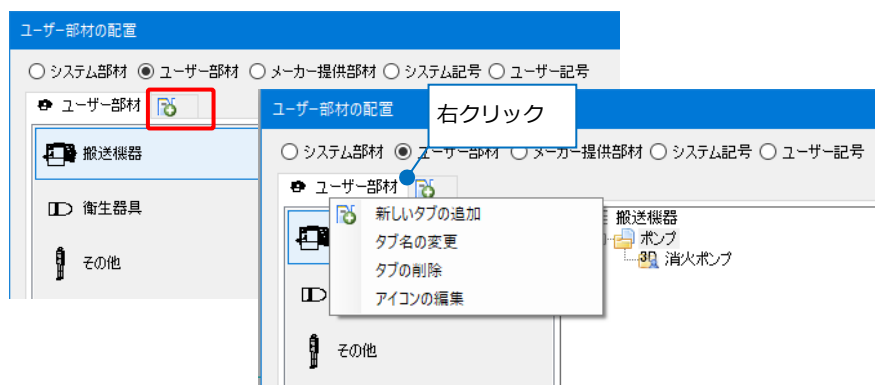 ユーザー部材の配置
システム部材 ユーザー部材 メーカー提供部材 システム記号 ユーザー記号
ユーザー部材
搬送機器
衛生器具
その他
ユーザー部材の配置
右クリック
システム部材 ユーザー部材 メーカー提供部材 システム記号 ユーザー記号
ユーザー部材
新しいタブの追加
タブ名の変更
タブの削除
アイコンの編集
その他
搬送機器
ポンプ
3D 消火ポンプ